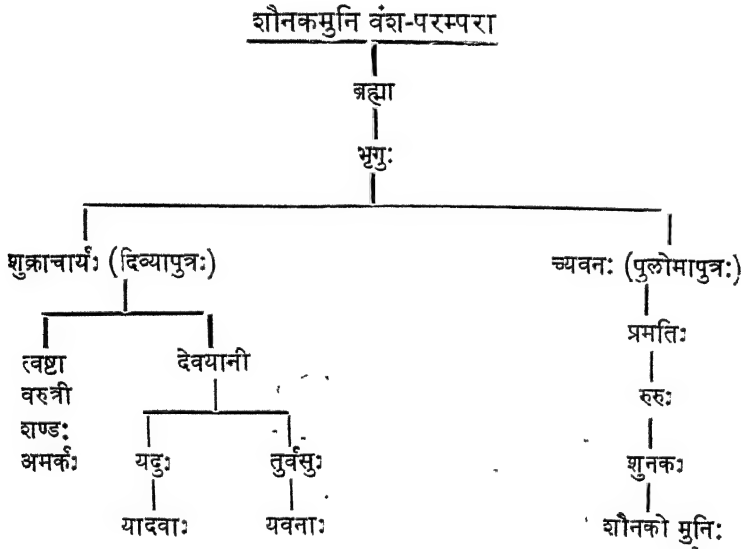 शौनकमुनि वंश-परम्परा
ब्रह्मा
भृगुः
शुक्राचार्यः (दिव्यापुत्रः)
च्यवनः (पुलोमापुत्रः)
प्रमतिः
त्वष्टा
देवयानी
वरुत्री
रुरुः
शण्डः
अमर्कः
यदुः
तुर्वसुः
शुनकः
यादवाः
यवनाः
शौनको मुनिः